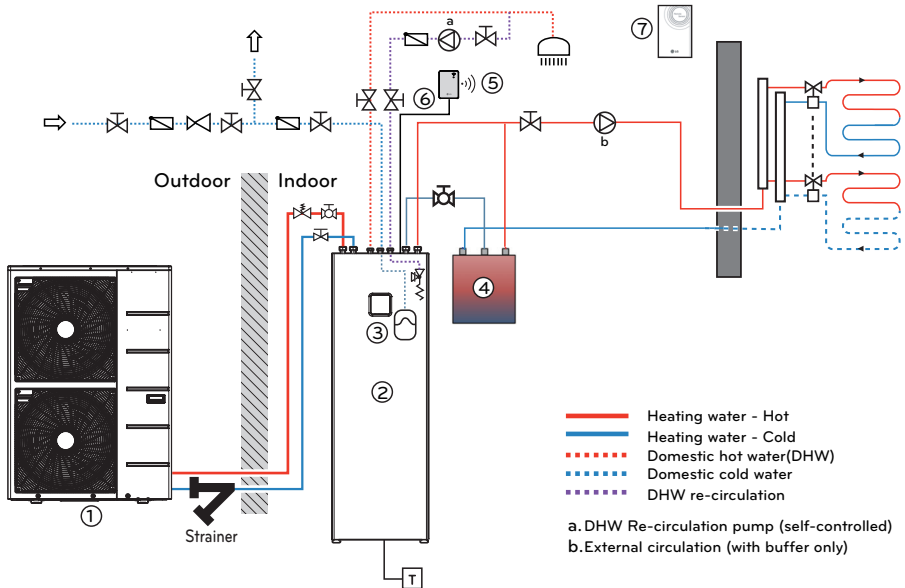 a
⑦
⑤
⑥
b
Outdoor
Indoor
④
③
②
Heating water - Hot
Heating water - Cold
Domestic hot water(DHW)
Domestic cold water
DHW re-circulation
①
Strainer
a. DHW Re-circulation pump (self-controlled)
b. External circulation (with buffer only)
T